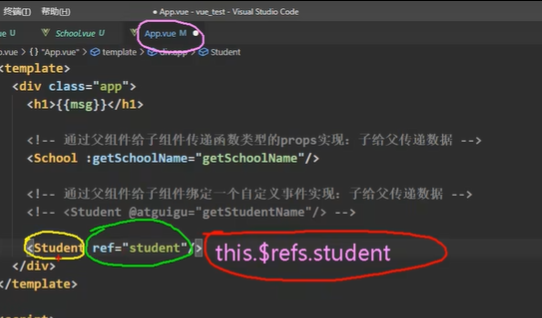 终端(T) 帮助(H) ● App.vue - vue_test - Visual Studio Code
ue U School.vue U App.vue M ●
p.vue > {} "App.vue" > template > div.app > Student
<template>
<div class="app">
<h1>{{msg}}</h1>
<!-- 通过父组件给子组件传递函数类型的props实现：子给父传递数据 -->
<School :getSchoolName="getSchoolName"/>
<!-- 通过父组件给子组件绑定一个自定义事件实现：子给父传递数据 -->
<!-- <Student @atguigu="getStudentName"/> -->
<Student ref="student"/> this.$refs.student
</div>
</template>